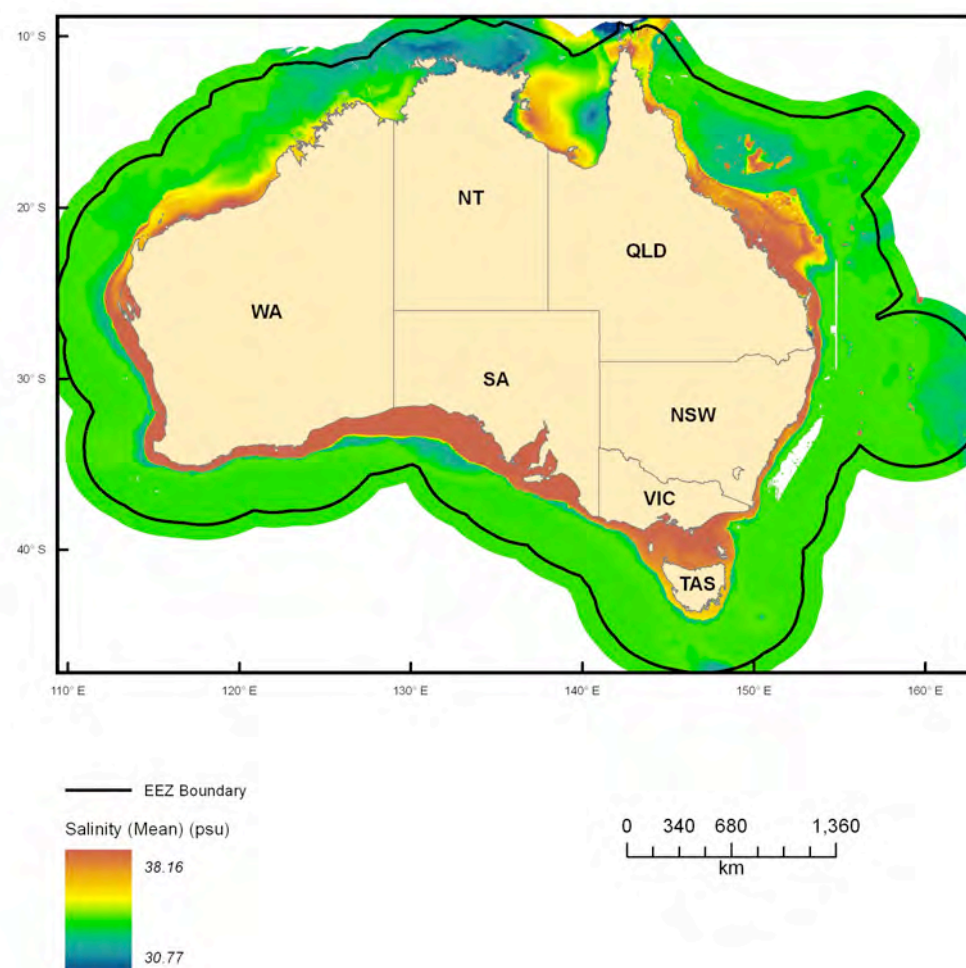 10° S
20° S
30° S
40° S
NT
QLD
WA
SA
NSW
VIC
TAS
110° E 120° E 130° E 140° E 150° E 160° E
EEZ Boundary
Salinity (Mean) (psu)
38.16
30.77
0 340 680 1,360
km